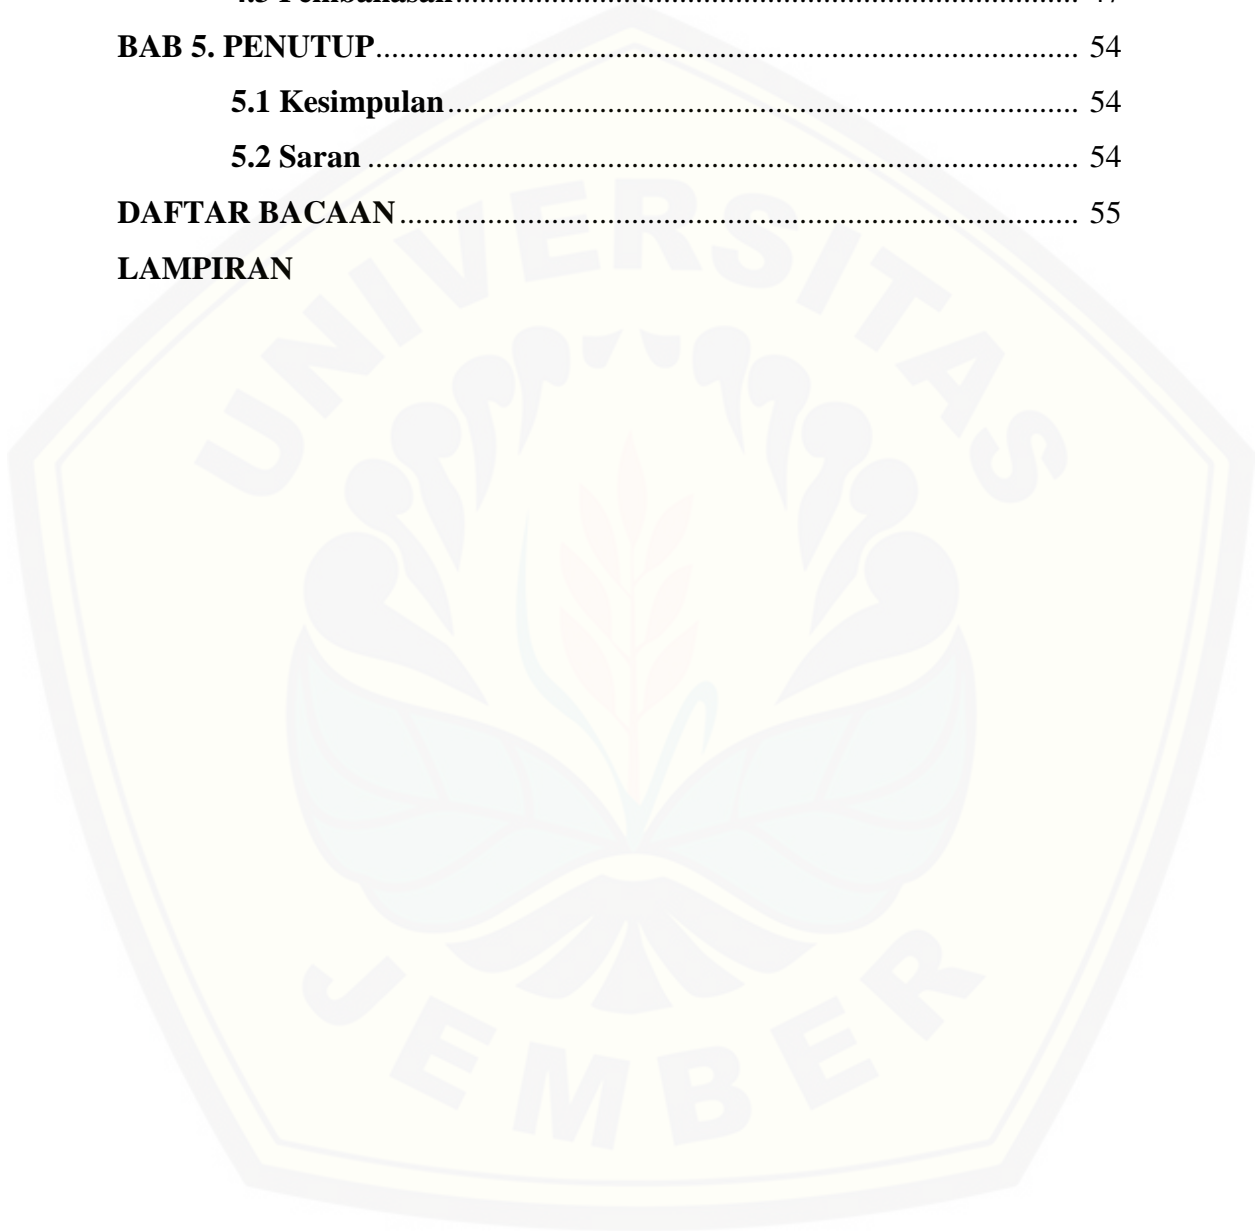 BAB 5. PENUTUP.......................................................................................... 54
5.1 Kesimpulan................................................................................ 54
5.2 Saran .......................................................................................... 54
DAFTAR BACAAN...................................................................................... 55
LAMPIRAN
UNIVERSITAS
JEMBER